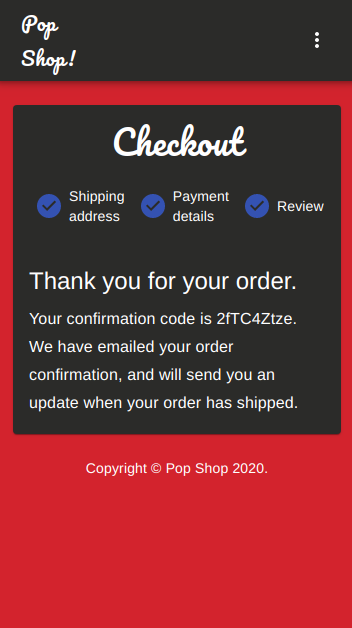 Pop
Shop!
Checkout
Shipping
address
Payment
details
Review
Thank you for your order.
Your confirmation code is 2fTC4Ztze.
We have emailed your order
confirmation, and will send you an
update when your order has shipped.
Copyright © Pop Shop 2020.